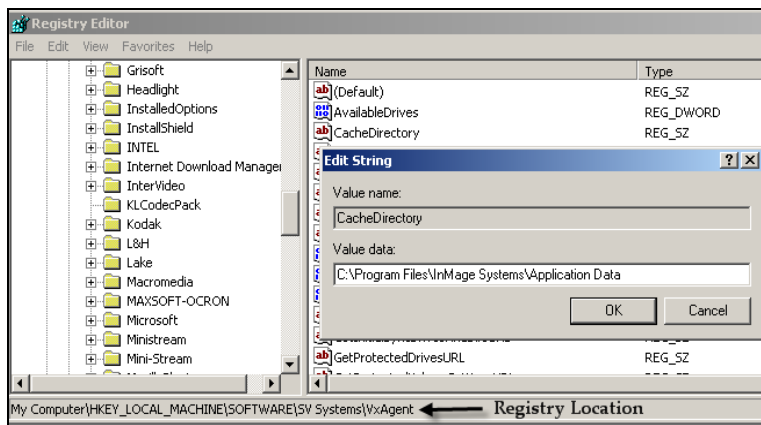 Registry Editor
File Edit View Favorites Help
Grisoft
Headlight
InstalledOptions
InstallShield
INTEL
Internet Download Manager
InterVideo
KLCodecPack
Kodak
L&H
Lake
Macromedia
MAXSOFT-OCRON
Microsoft
Ministream
Mini-Stream
Name Type
(Default) REG_SZ
AvailableDrives REG_DWORD
CacheDirectory REG_SZ
Edit String
Value name:
CacheDirectory
Value data:
C:\Program Files\InMage Systems\Application Data
OK Cancel
GetProtectedDrivesURL REG_SZ
My Computer\HKEY_LOCAL_MACHINE\SOFTWARE\SV Systems\VxAgent Registry Location